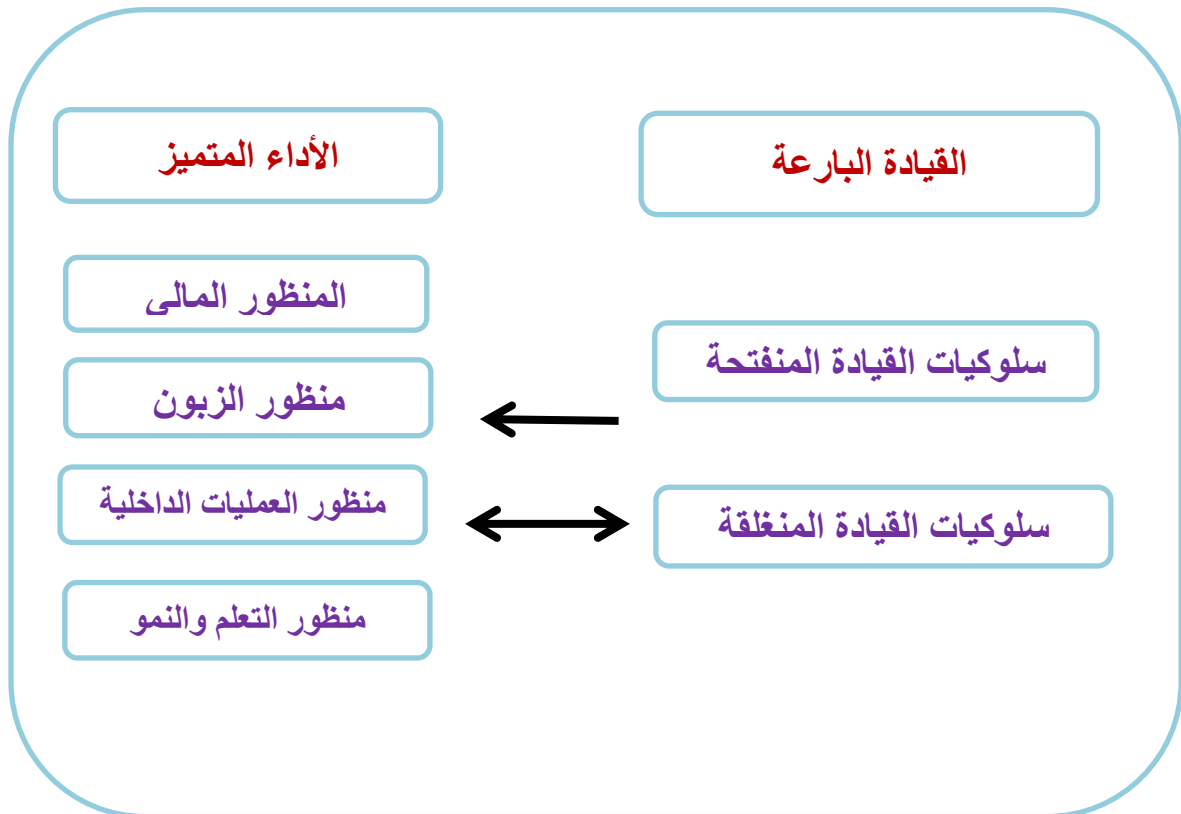 القيادة البارعة
الأداء المتميز
سلوكيات القيادة المنفتحة
سلوكيات القيادة المنغلقة
المنظور المالى
منظور الزبون
منظور العمليات الداخلية
منظور التعلم والنمو